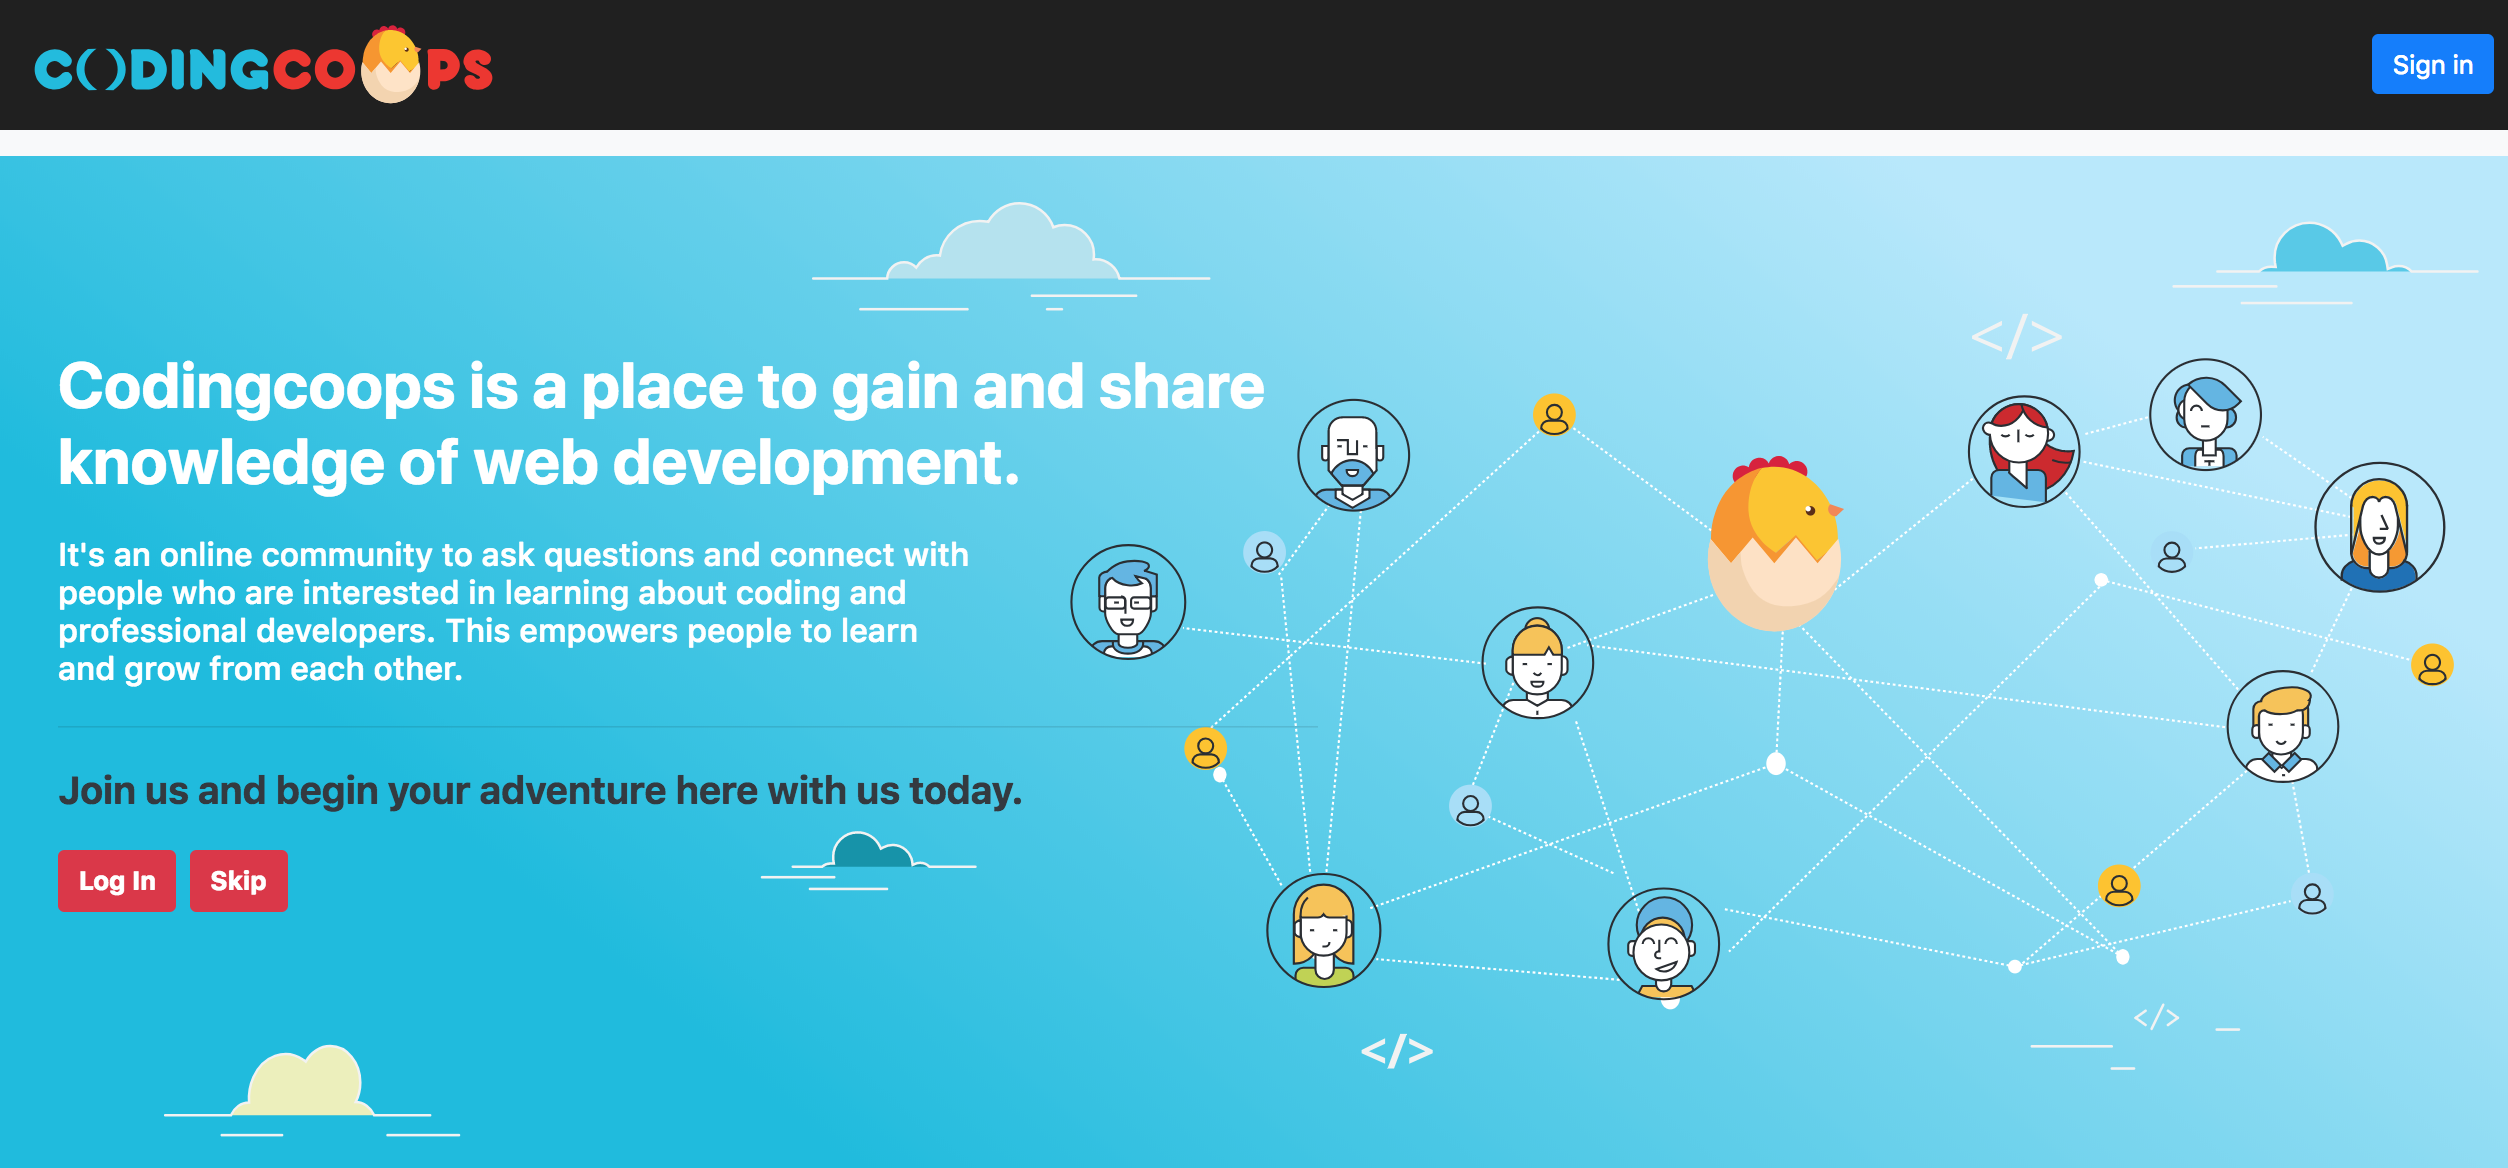 C()DINGCOOPS
Sign in
Codingcoops is a place to gain and share
knowledge of web development.
It's an online community to ask questions and connect with
people who are interested in learning about coding and
professional developers. This empowers people to learn
and grow from each other.
Join us and begin your adventure here with us today.
Log In
Skip
</>
</>
</>